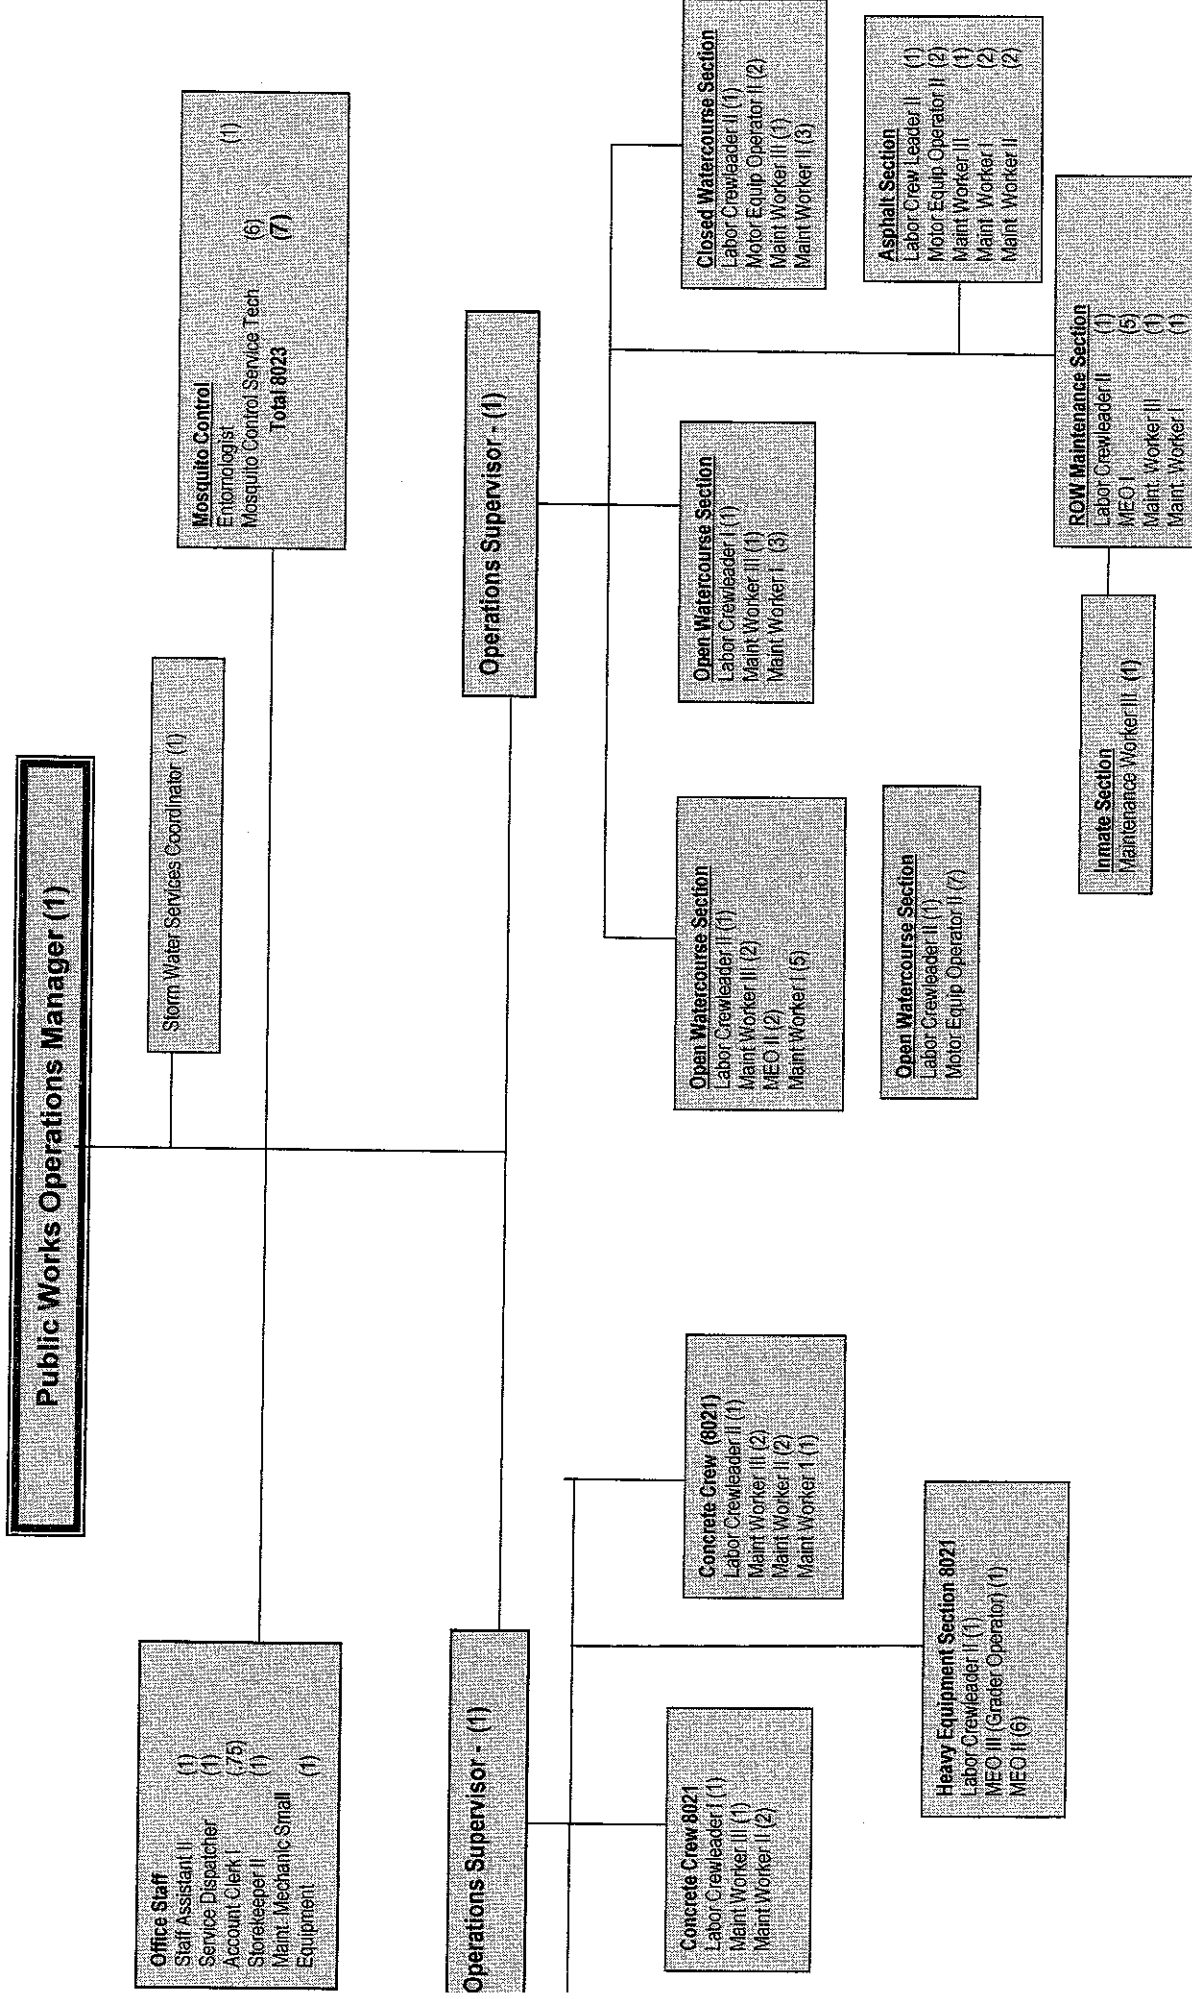 Public Works Operations Manager (1)
Storm Water Services Coordinator (1)
Office Staff
Staff Assistant II (1)
Service Dispatcher (1)
Account Clerk I (.75)
Storekeeper II (1)
Maint. Mechanic Small
Equipment (1)
Mosquito Control
Entomologist (1)
Mosquito Control Service Tech (6)
Total 8023 (7)
Operations Supervisor - (1)
Concrete Crew 8021
Labor Crewleader I (1)
Maint Worker III (1)
Maint Worker II (2)
Concrete Crew (8021)
Labor Crewleader II (1)
Maint Worker III (2)
Maint Worker II (2)
Maint Worker 1 (1)
Heavy Equipment Section 8021
Labor Crewleader II (1)
MEO III (Grader Operator) (1)
MEO II (6)
Operations Supervisor - (1)
Open Watercourse Section
Labor Crewleader II (1)
Maint Worker III (2)
MEO II (2)
Maint Worker I (5)
Open Watercourse Section
Labor Crewleader I (1)
Maint Worker III (1)
Maint Worker I (3)
Closed Watercourse Section
Labor Crewleader II (1)
Motor Equip Operator II (2)
Maint Worker III (1)
Maint Worker II (3)
Open Watercourse Section
Labor Crewleader II (1)
Motor Equip Operator II (7)
Asphalt Section
Labor Crew Leader II (1)
Motor Equip Operator II (2)
Maint Worker III (1)
Maint Worker I (2)
Maint Worker II (2)
Inmate Section
Maintenance Worker III (1)
ROW Maintenance Section
Labor Crewleader II (1)
MEO I (5)
Maint. Worker III (1)
Maint. Worker I (1)